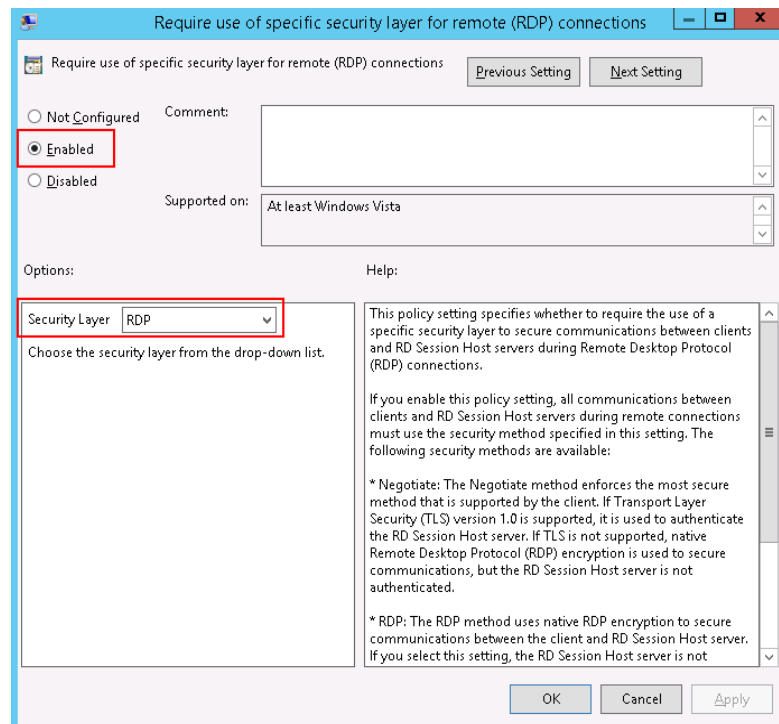 Require use of specific security layer for remote (RDP) connections
Require use of specific security layer for remote (RDP) connections
Previous Setting
Next Setting
Not Configured
Comment:
Enabled
Disabled
Supported on:
At least Windows Vista
Options:
Help:
Security Layer
RDP
Choose the security layer from the drop-down list.
This policy setting specifies whether to require the use of a
specific security layer to secure communications between clients
and RD Session Host servers during Remote Desktop Protocol
(RDP) connections.
If you enable this policy setting, all communications between
clients and RD Session Host servers during remote connections
must use the security method specified in this setting. The
following security methods are available:
* Negotiate: The Negotiate method enforces the most secure
method that is supported by the client. If Transport Layer
Security (TLS) version 1.0 is supported, it is used to authenticate
the RD Session Host server. If TLS is not supported, native
Remote Desktop Protocol (RDP) encryption is used to secure
communications, but the RD Session Host server is not
authenticated.
* RDP: The RDP method uses native RDP encryption to secure
communications between the client and RD Session Host server.
If you select this setting, the RD Session Host server is not
OK
Cancel
Apply